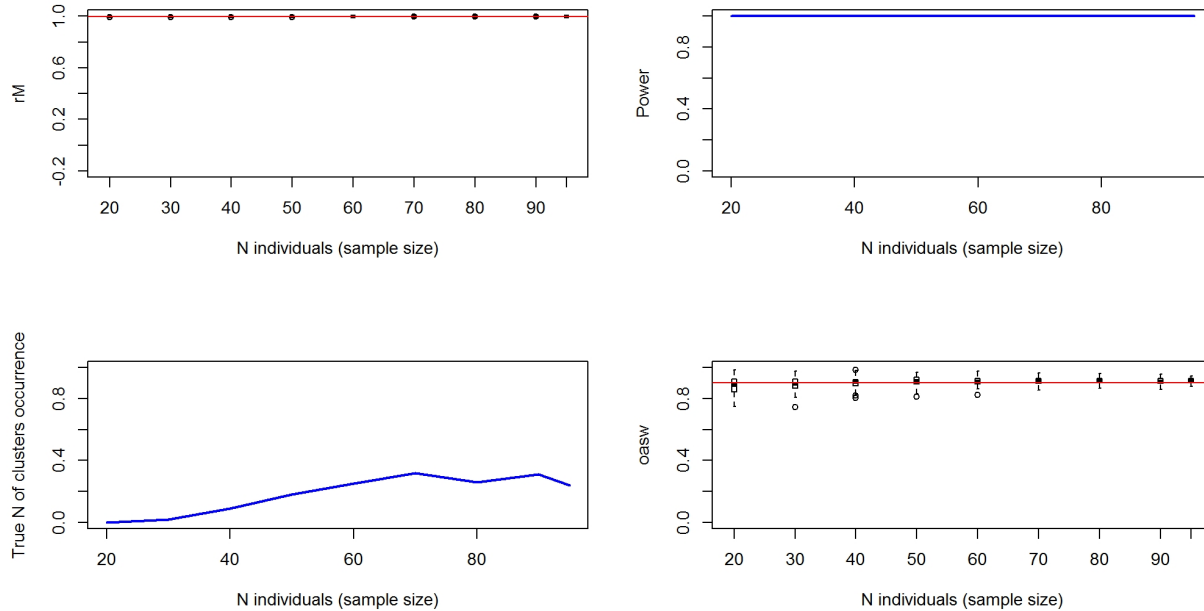 rM
1.0
0.6
0.2
-0.2
20 30 40 50 60 70 80 90
N individuals (sample size)
Power
0.8
0.4
0.0
20 40 60 80
N individuals (sample size)
True N of clusters occurrence
0.8
0.4
0.0
20 40 60 80
N individuals (sample size)
oasw
0.8
0.4
0.0
20 30 40 50 60 70 80 90
N individuals (sample size)